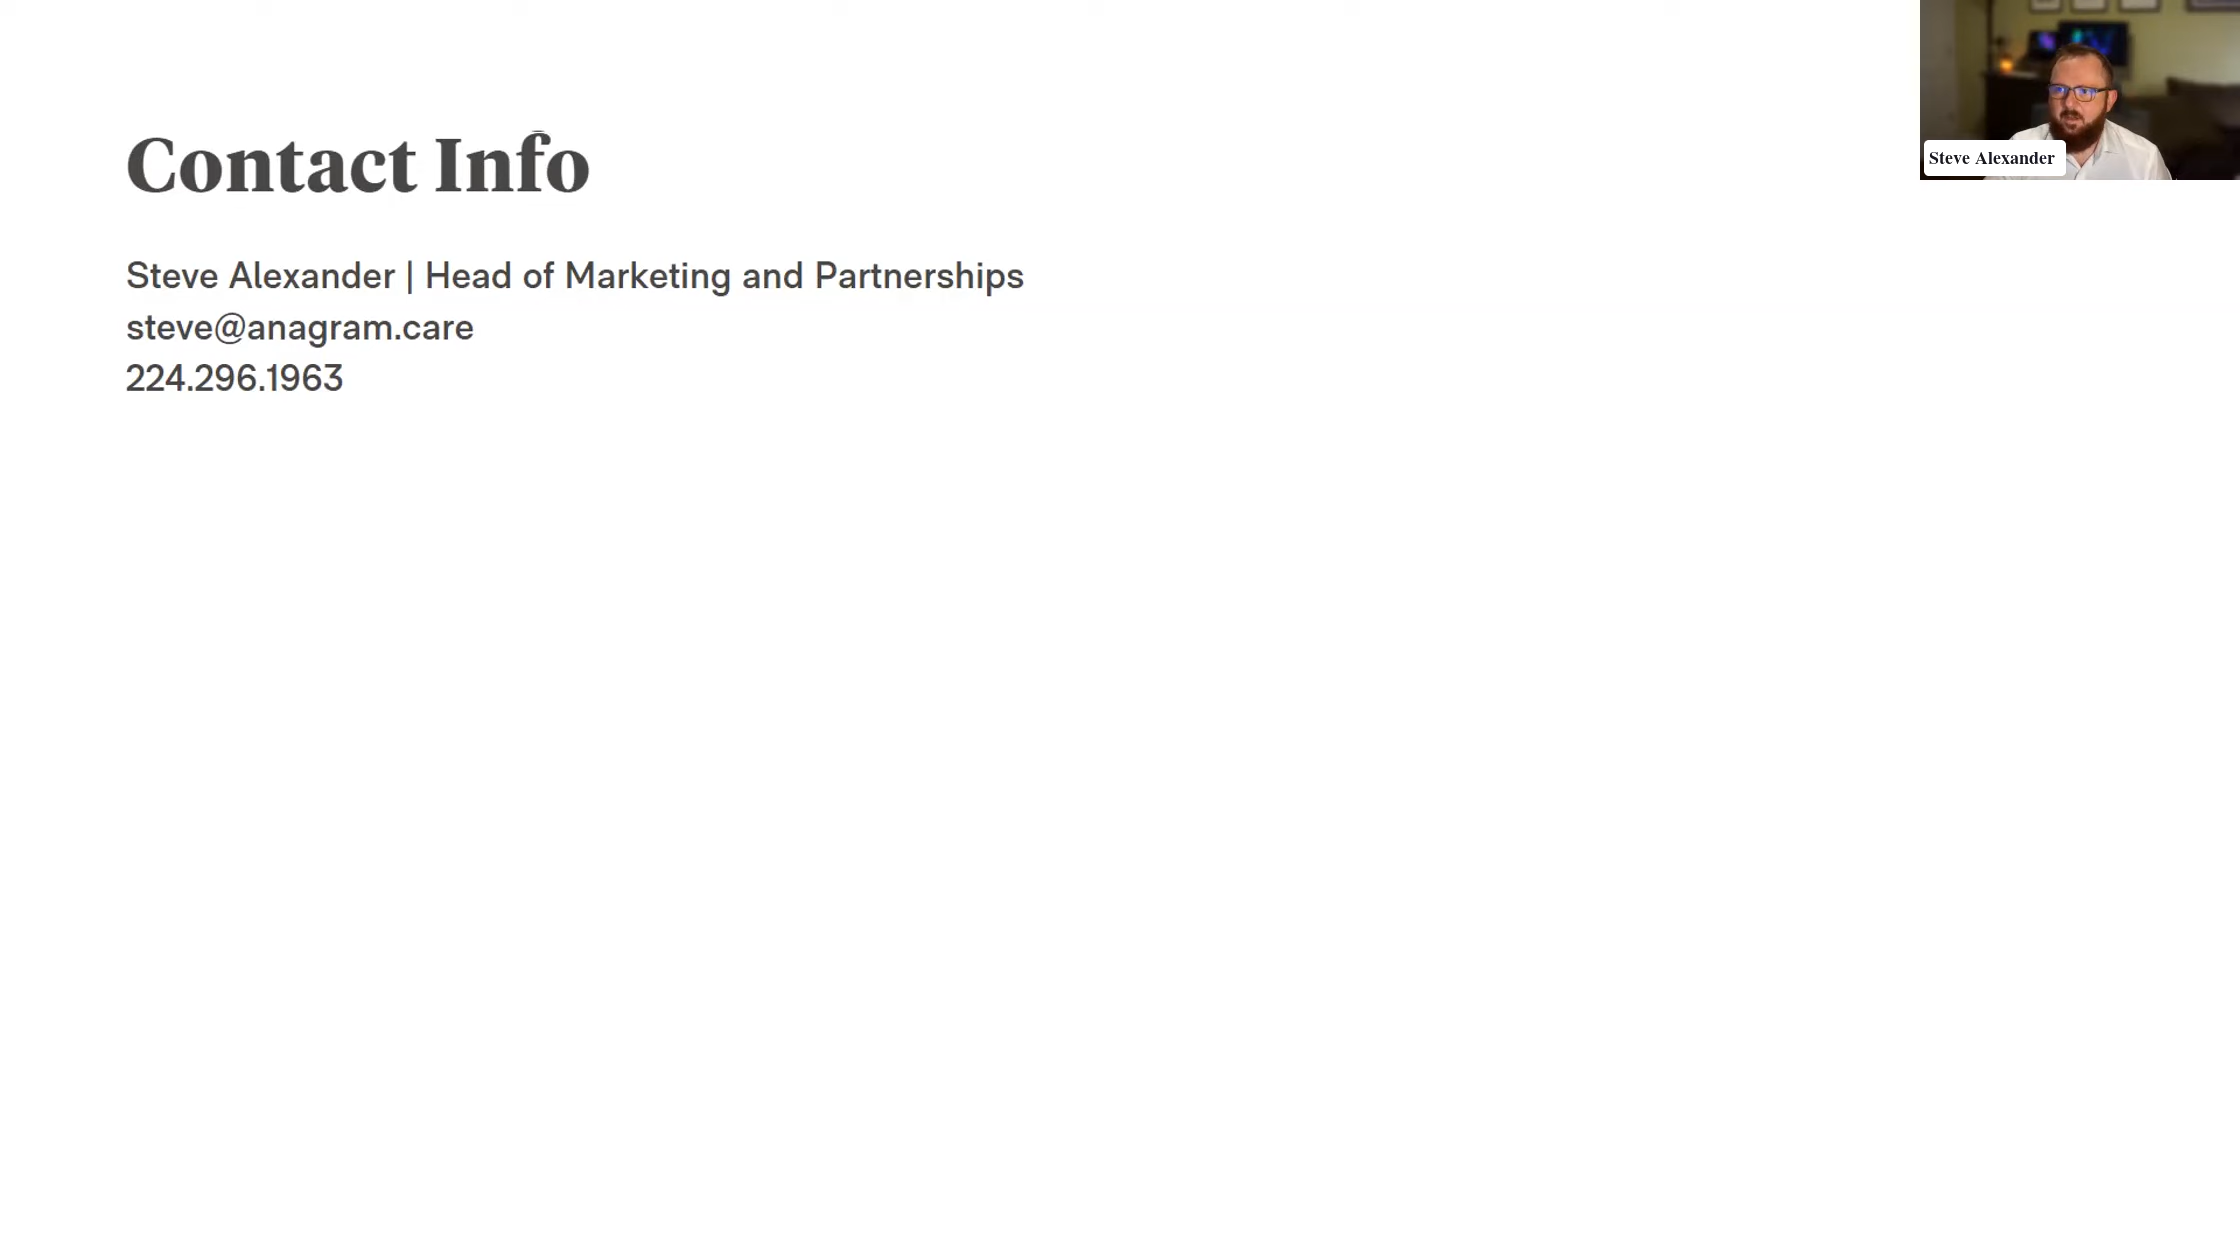 Contact Info
Steve Alexander | Head of Marketing and Partnerships
steve@anagram.care
224.296.1963
Steve Alexander